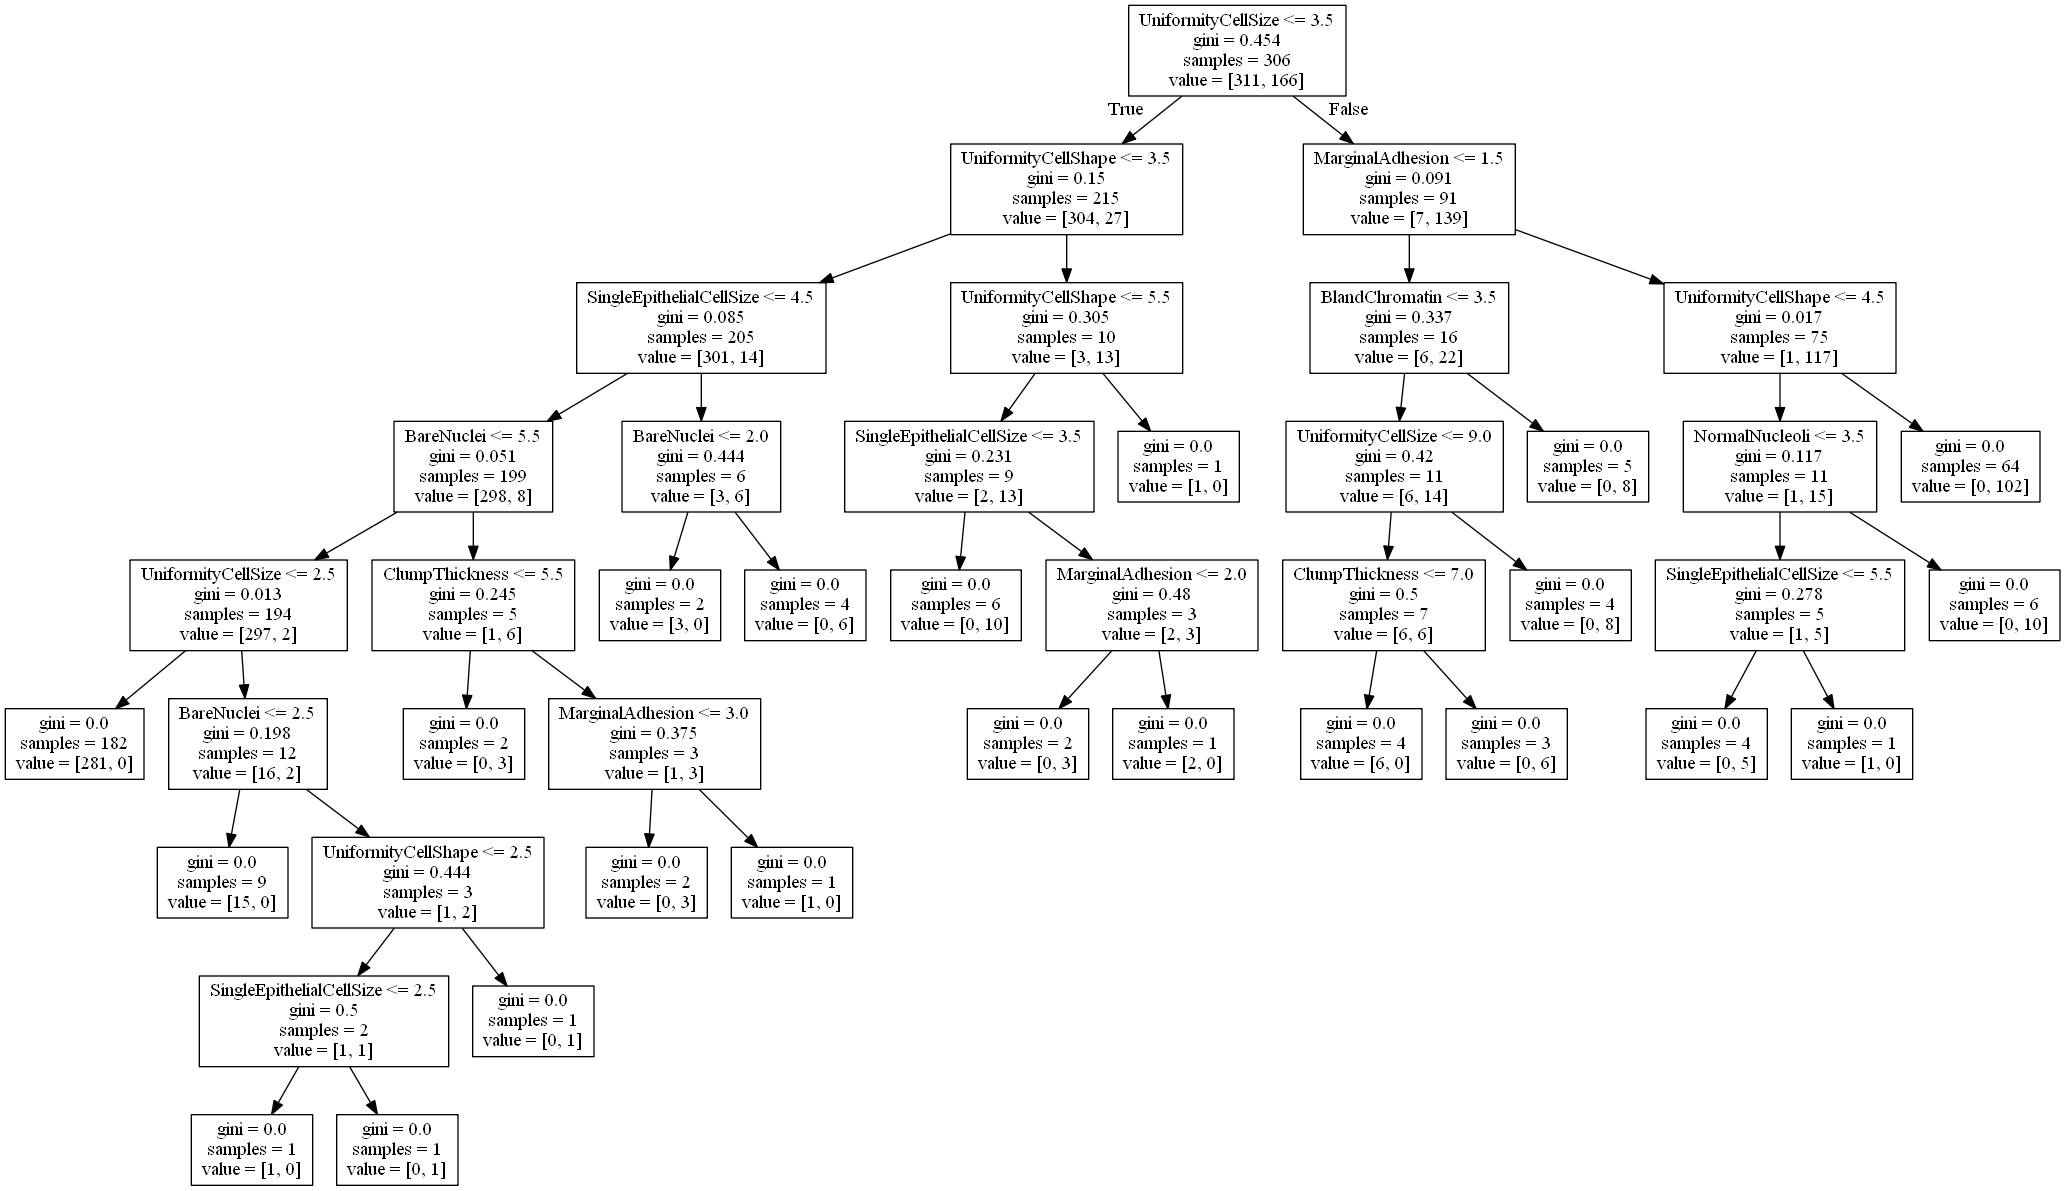 UniformityCellSize <= 3.5
gini = 0.454
samples = 306
value = [311, 166]
True
False
UniformityCellShape <= 3.5
gini = 0.15
samples = 215
value = [304, 27]
MarginalAdhesion <= 1.5
gini = 0.091
samples = 91
value = [7, 139]
SingleEpithelialCellSize <= 4.5
gini = 0.085
samples = 205
value = [301, 14]
UniformityCellShape <= 5.5
gini = 0.305
samples = 10
value = [3, 13]
BlandChromatin <= 3.5
gini = 0.337
samples = 16
value = [6, 22]
UniformityCellShape <= 4.5
gini = 0.017
samples = 75
value = [1, 117]
BareNuclei <= 5.5
gini = 0.051
samples = 199
value = [298, 8]
BareNuclei <= 2.0
gini = 0.444
samples = 6
value = [3, 6]
SingleEpithelialCellSize <= 3.5
gini = 0.231
samples = 9
value = [2, 13]
gini = 0.0
samples = 1
value = [1, 0]
UniformityCellSize <= 9.0
gini = 0.42
samples = 11
value = [6, 14]
gini = 0.0
samples = 5
value = [0, 8]
NormalNucleoli <= 3.5
gini = 0.117
samples = 11
value = [1, 15]
gini = 0.0
samples = 64
value = [0, 102]
UniformityCellSize <= 2.5
gini = 0.013
samples = 194
value = [297, 2]
ClumpThickness <= 5.5
gini = 0.245
samples = 5
value = [1, 6]
gini = 0.0
samples = 2
value = [3, 0]
gini = 0.0
samples = 4
value = [0, 6]
gini = 0.0
samples = 6
value = [0, 10]
MarginalAdhesion <= 2.0
gini = 0.48
samples = 3
value = [2, 3]
ClumpThickness <= 7.0
gini = 0.5
samples = 7
value = [6, 6]
gini = 0.0
samples = 4
value = [0, 8]
SingleEpithelialCellSize <= 5.5
gini = 0.278
samples = 5
value = [1, 5]
gini = 0.0
samples = 6
value = [0, 10]
gini = 0.0
samples = 182
value = [281, 0]
BareNuclei <= 2.5
gini = 0.198
samples = 12
value = [16, 2]
gini = 0.0
samples = 2
value = [0, 3]
MarginalAdhesion <= 3.0
gini = 0.375
samples = 3
value = [1, 3]
gini = 0.0
samples = 2
value = [0, 3]
gini = 0.0
samples = 1
value = [2, 0]
gini = 0.0
samples = 4
value = [6, 0]
gini = 0.0
samples = 3
value = [0, 6]
gini = 0.0
samples = 4
value = [0, 5]
gini = 0.0
samples = 1
value = [1, 0]
gini = 0.0
samples = 9
value = [15, 0]
UniformityCellShape <= 2.5
gini = 0.444
samples = 3
value = [1, 2]
gini = 0.0
samples = 2
value = [0, 3]
gini = 0.0
samples = 1
value = [1, 0]
SingleEpithelialCellSize <= 2.5
gini = 0.5
samples = 2
value = [1, 1]
gini = 0.0
samples = 1
value = [0, 1]
gini = 0.0
samples = 1
value = [1, 0]
gini = 0.0
samples = 1
value = [0, 1]